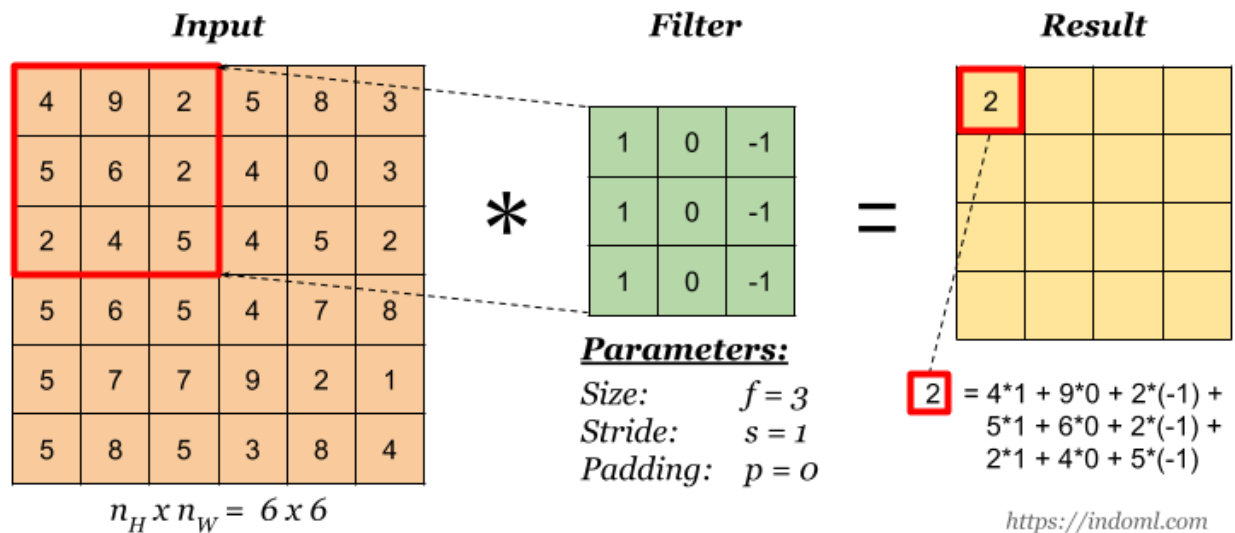 Input
Filter
Result
4 9 2 5 8 3
5 6 2 4 0 3
2 4 5 4 5 2
5 6 5 4 7 8
5 7 7 9 2 1
5 8 5 3 8 4
n_H x n_W = 6 x 6
*
1 0 -1
1 0 -1
1 0 -1
Parameters:
Size: f = 3
Stride: s = 1
Padding: p = 0
=
2
2 = 4*1 + 9*0 + 2*(-1) +
5*1 + 6*0 + 2*(-1) +
2*1 + 4*0 + 5*(-1)
https://indoml.com